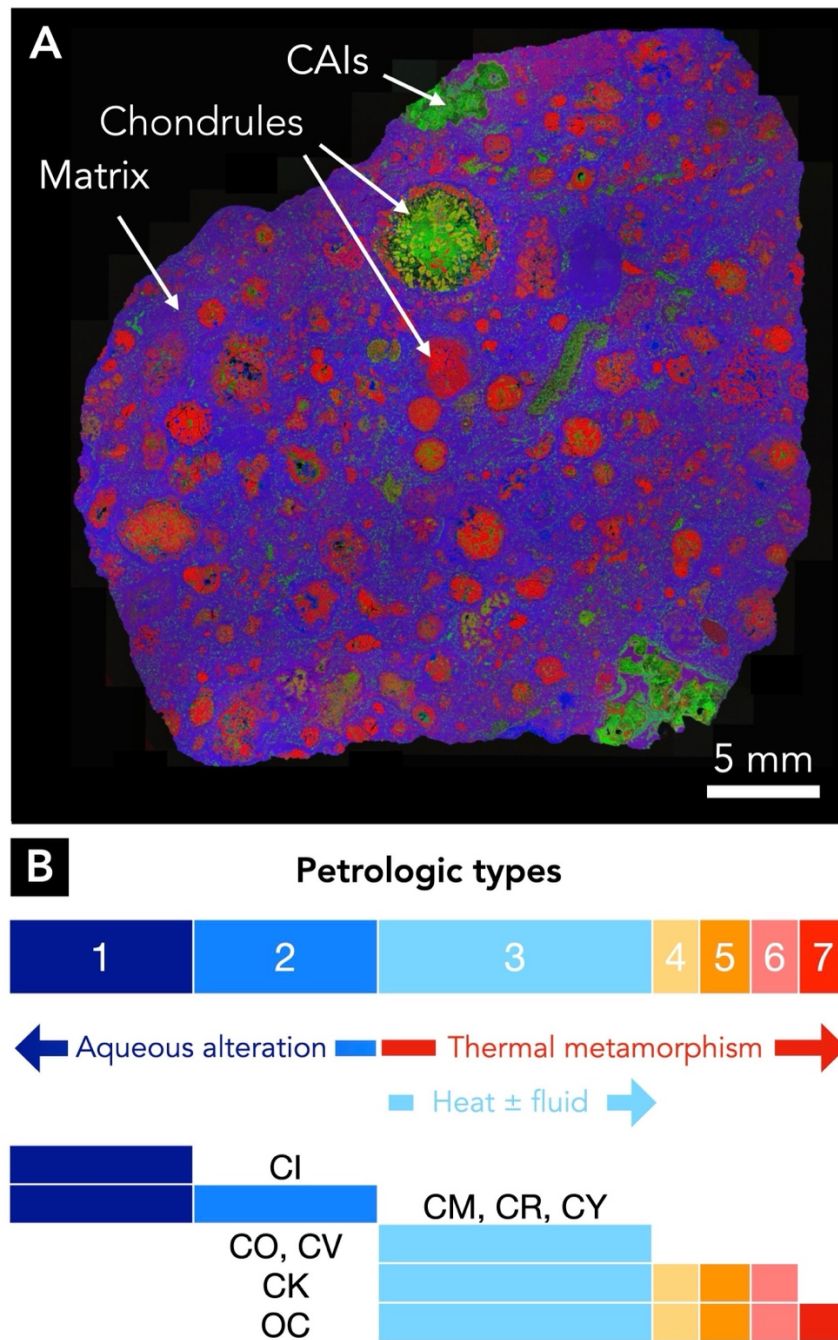 A
CAIs
Chondrules
Matrix
5 mm
B
Petrologic types
1 2 3 4 5 6 7
Aqueous alteration Thermal metamorphism
Heat ± fluid
CI
CM, CR, CY
CO, CV
CK
OC